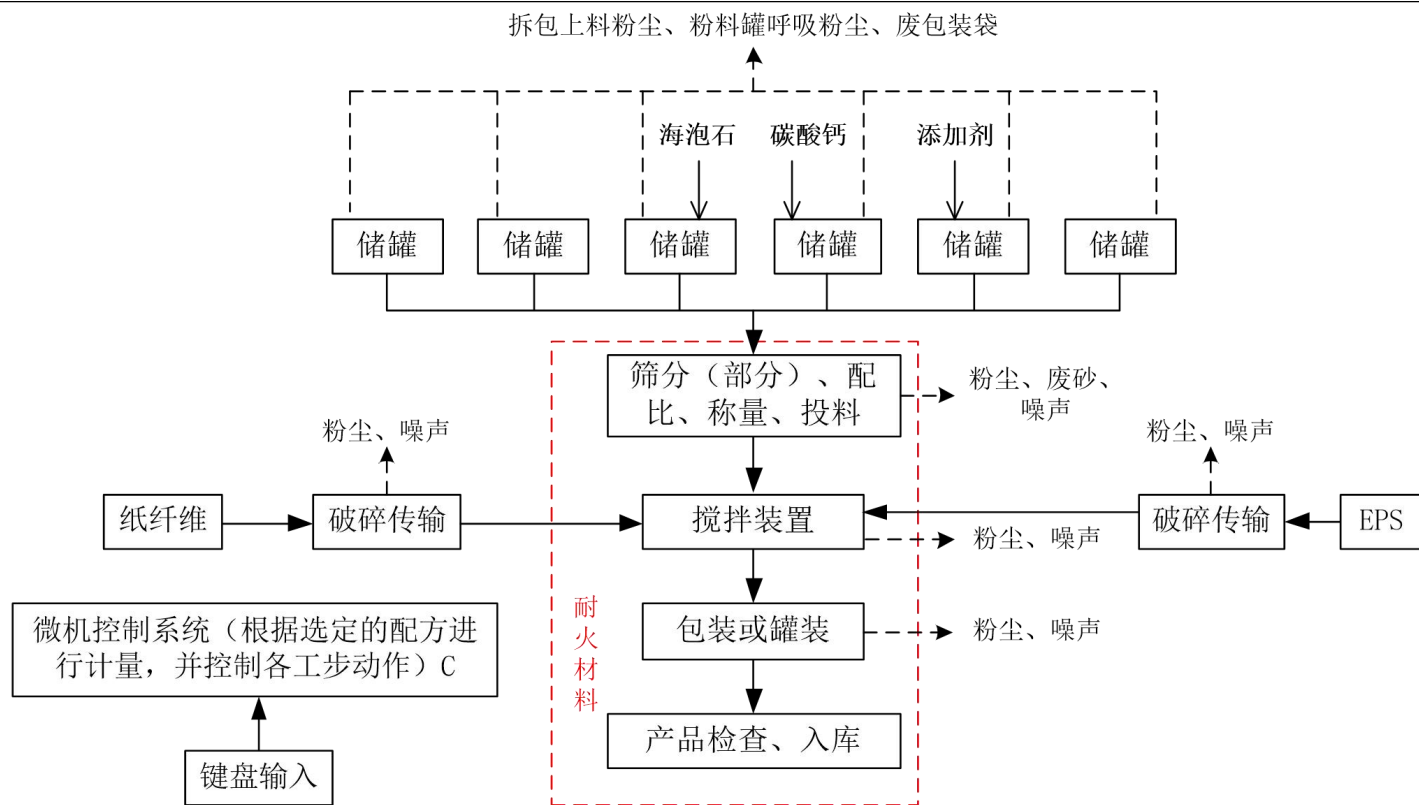 拆包上料粉尘、粉料罐呼吸粉尘、废包装袋
海泡石
碳酸钙
添加剂
储罐
储罐
储罐
储罐
储罐
储罐
筛分（部分）、配
比、称量、投料
粉尘、废砂、
噪声
粉尘、噪声
粉尘、噪声
纸纤维
破碎传输
搅拌装置
破碎传输
EPS
粉尘、噪声
耐
火
材
料
微机控制系统（根据选定的配方进
行计量，并控制各工步动作）C
包装或罐装
粉尘、噪声
产品检查、入库
键盘输入